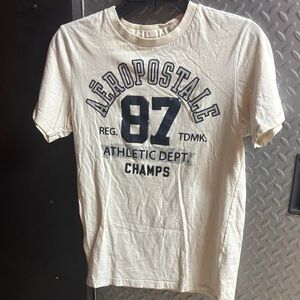 AÉROPOSTALE
REG. 87 TDMK.
ATHLETIC DEPT.
CHAMPS